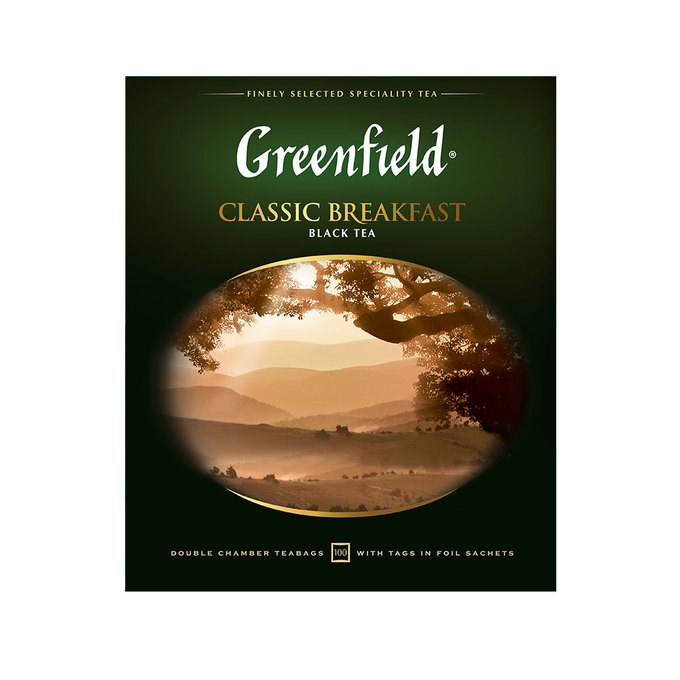 FINELY SELECTED SPECIALITY TEA
Greenfield®
CLASSIC BREAKFAST
BLACK TEA
DOUBLE CHAMBER TEABAGS 100 WITH TAGS IN FOIL SACHETS